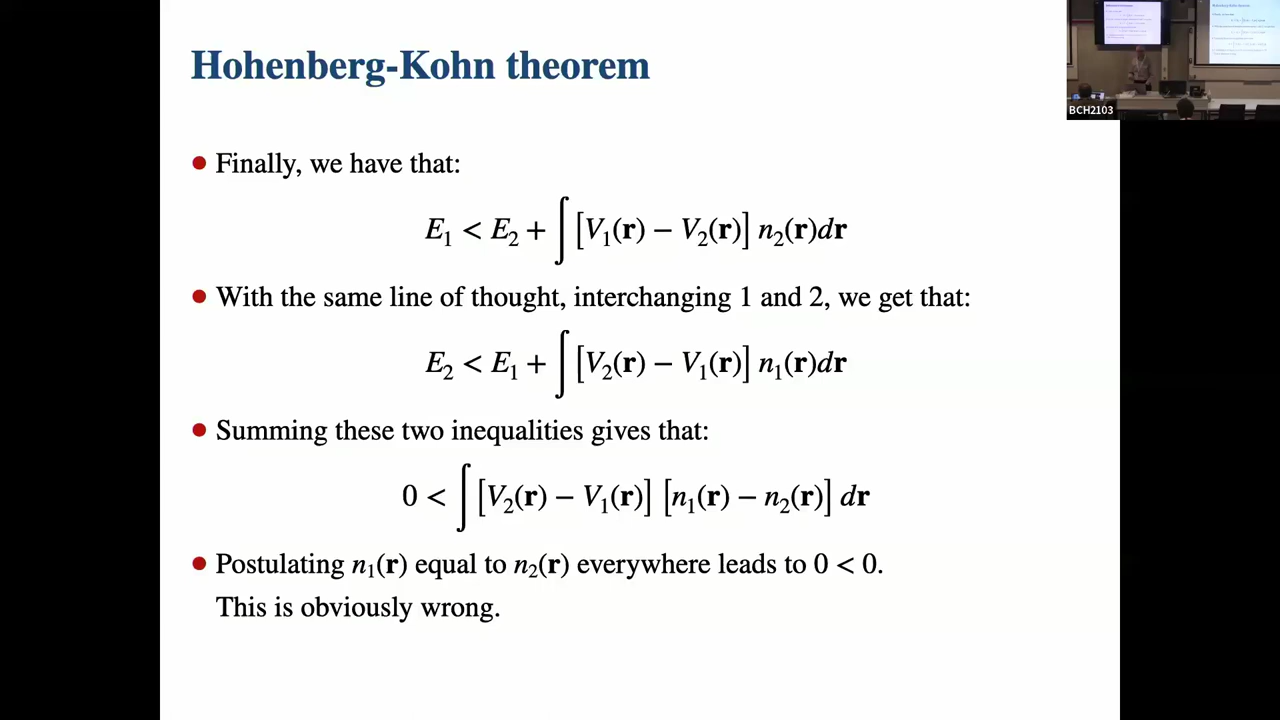 Hohenberg-Kohn theorem
BCH2103
• Finally, we have that:
E₁ < E₂ + ∫ [V₁(r) − V₂(r)] n₂(r)dr
• With the same line of thought, interchanging 1 and 2, we get that:
E₂ < E₁ + ∫ [V₂(r) − V₁(r)] n₁(r)dr
• Summing these two inequalities gives that:
0 < ∫ [V₂(r) − V₁(r)] [n₁(r) − n₂(r)] dr
• Postulating n₁(r) equal to n₂(r) everywhere leads to 0 < 0.
This is obviously wrong.